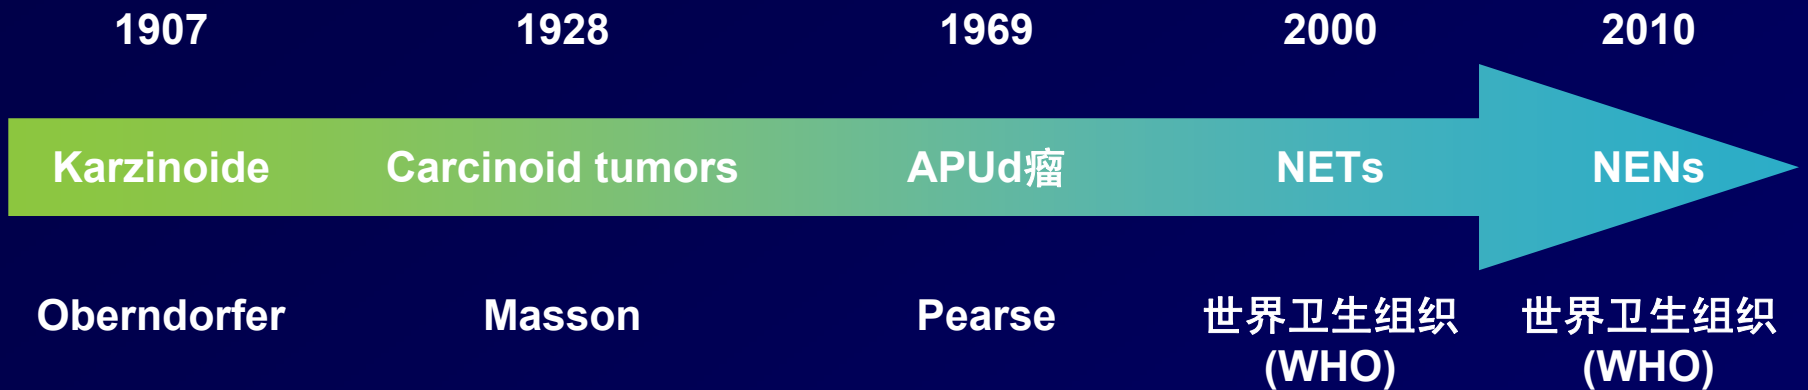 1907 1928 1969 2000 2010
Karzinoide Carcinoid tumors APUd瘤 NETs NENs
Oberndorfer Masson Pearse 世界卫生组织 世界卫生组织
(WHO) (WHO)